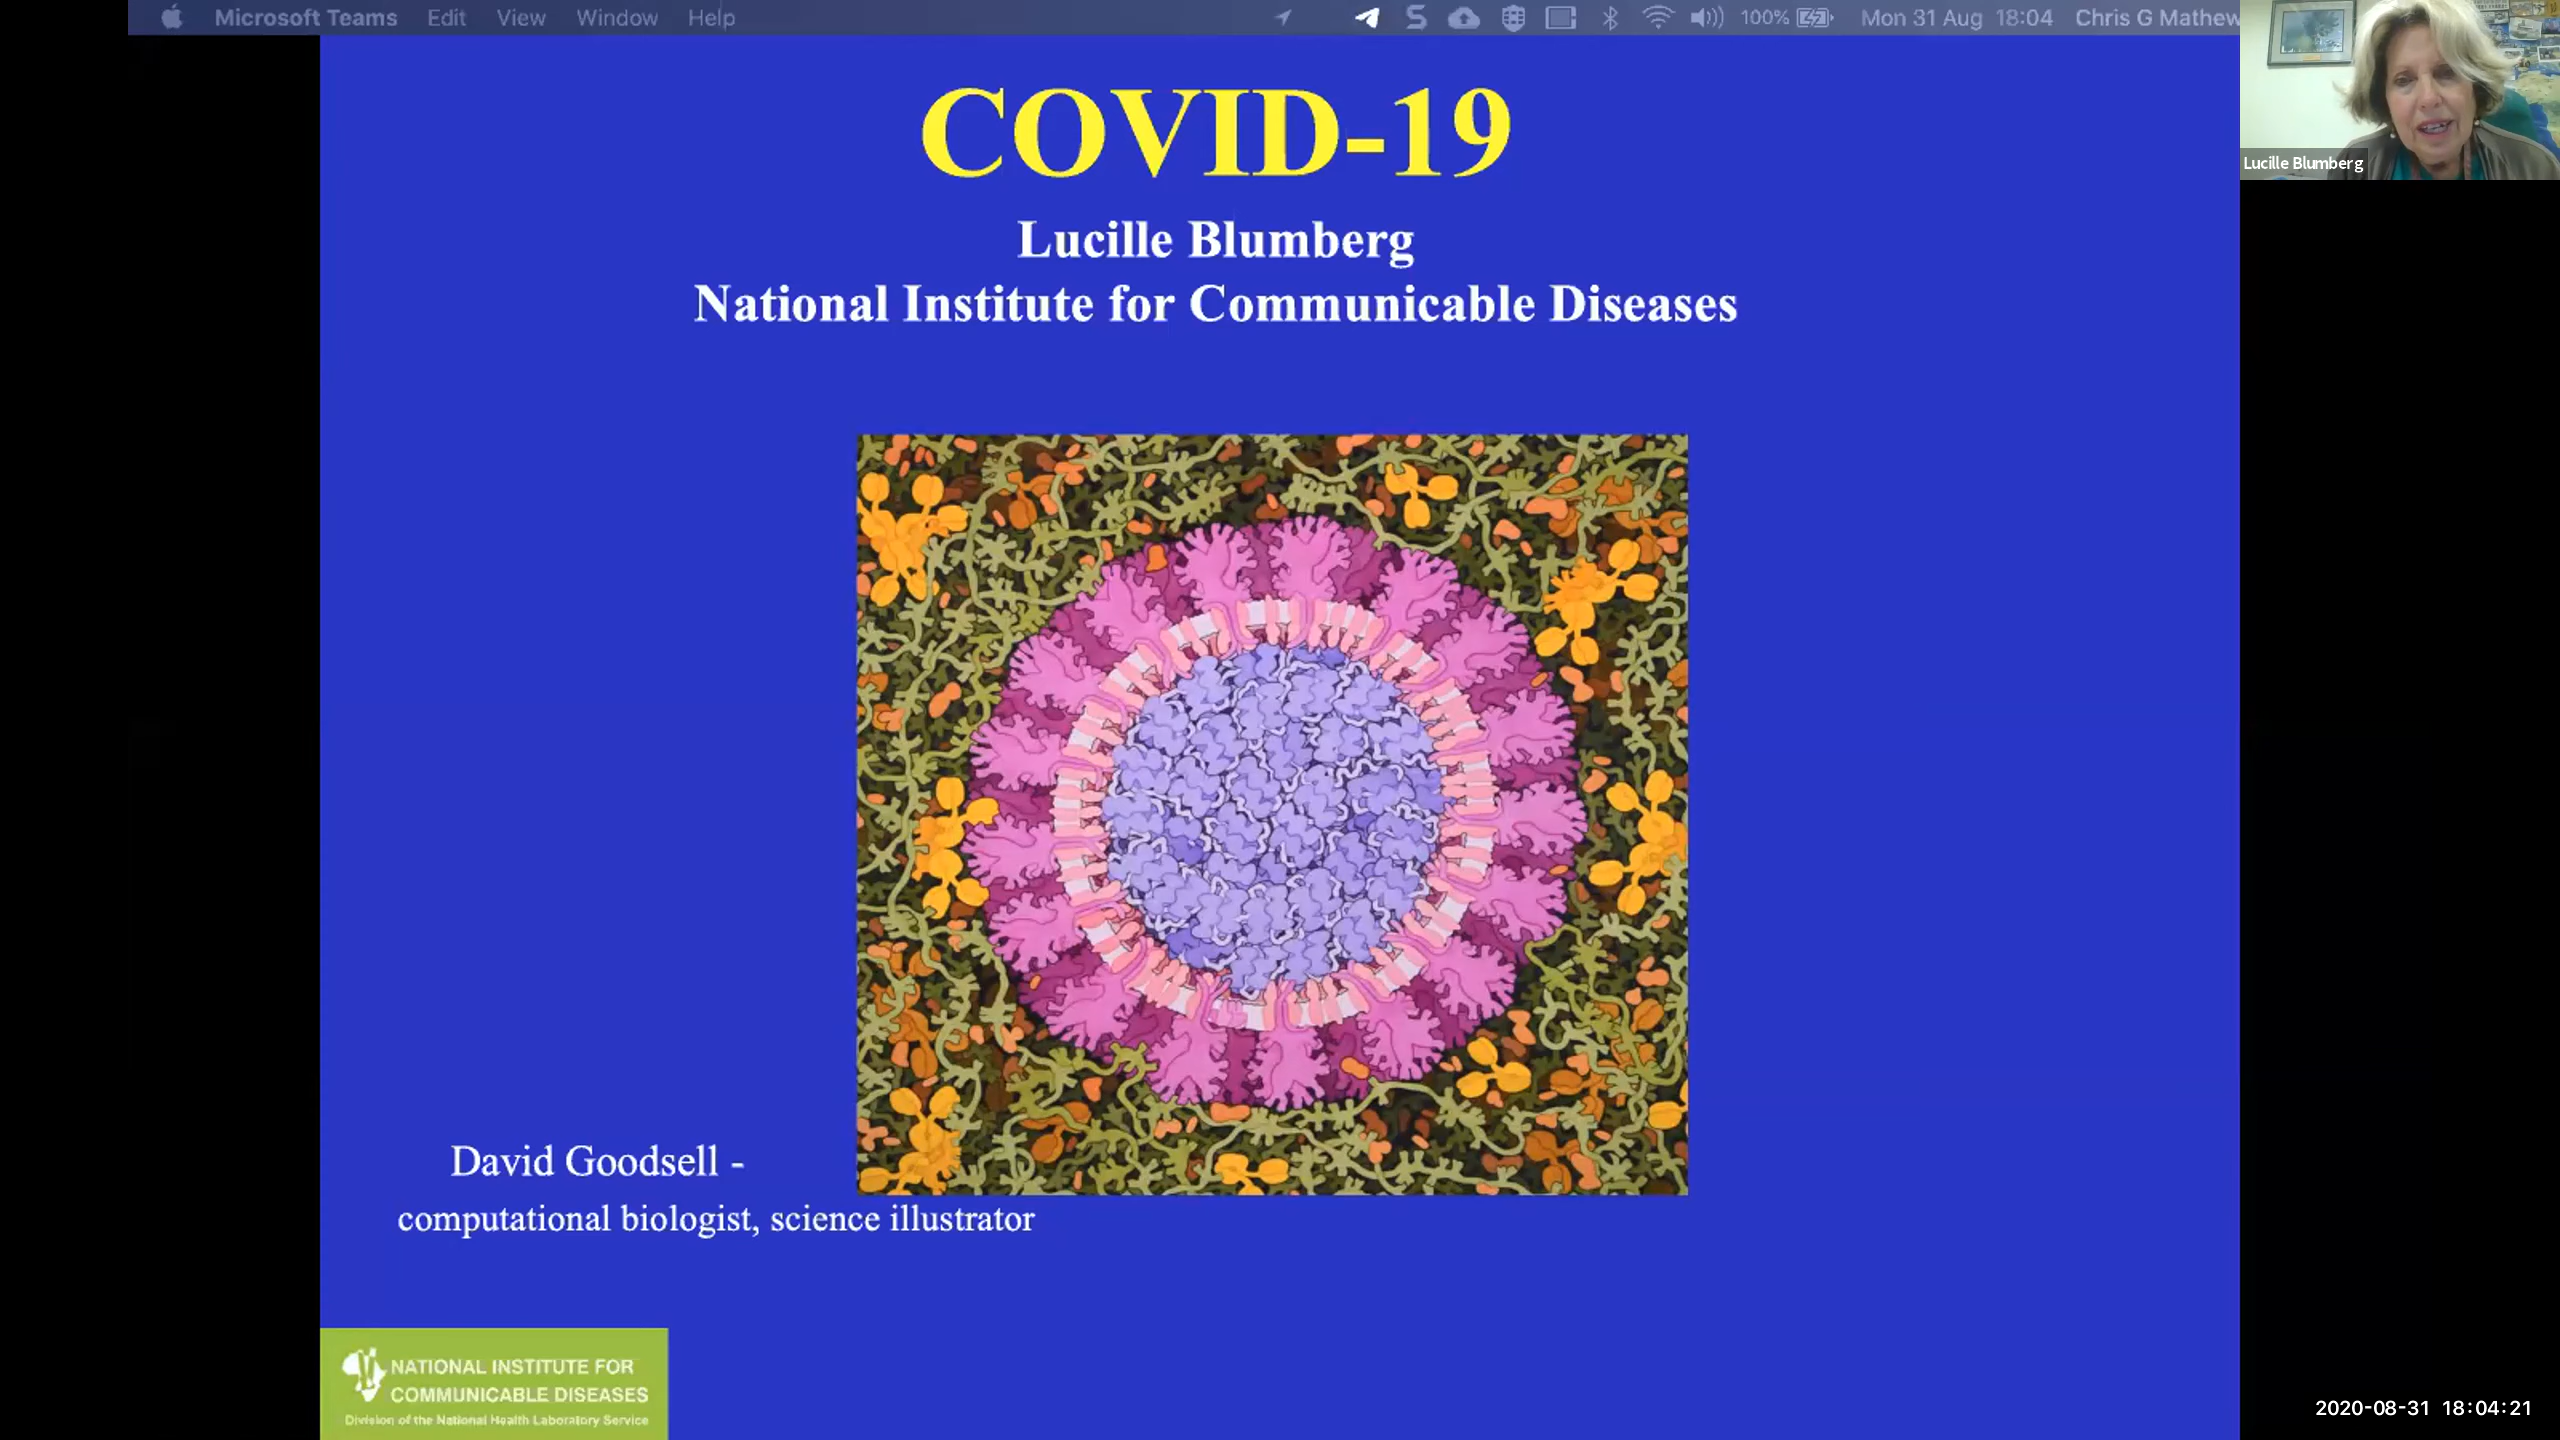 Microsoft Teams Edit View Window Help 100% Mon 31 Aug 18:04 Chris G Mathew
COVID-19
Lucille Blumberg
National Institute for Communicable Diseases
Lucille Blumberg
David Goodsell -
computational biologist, science illustrator
NATIONAL INSTITUTE FOR
COMMUNICABLE DISEASES
Division of the National Health Laboratory Service
2020-08-31 18:04:21